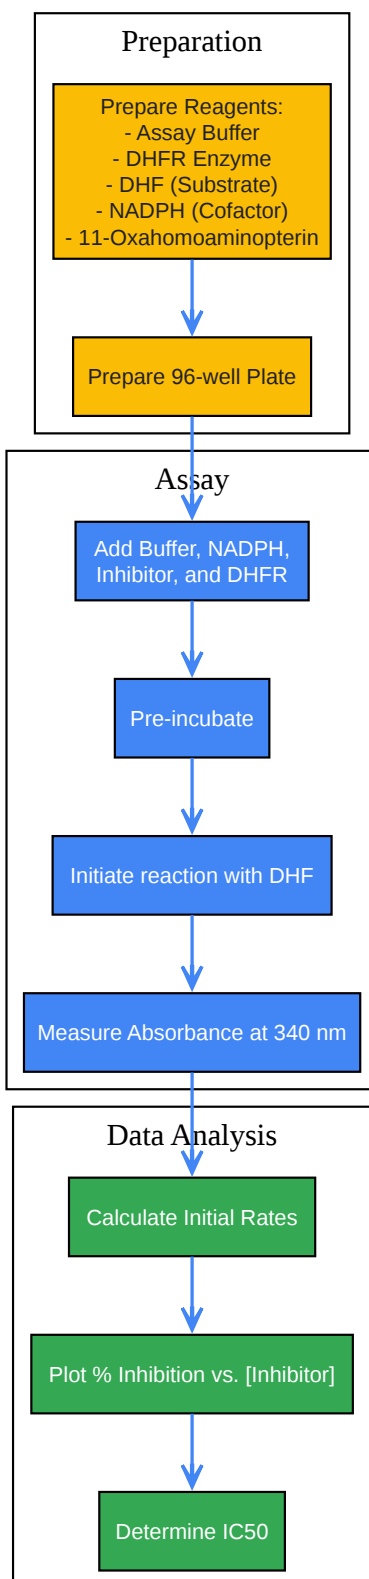 Preparation
Prepare Reagents:
- Assay Buffer
- DHFR Enzyme
- DHF (Substrate)
- NADPH (Cofactor)
- 11-Oxahomoaminopterin
Prepare 96-well Plate
Assay
Add Buffer, NADPH,
Inhibitor, and DHFR
Pre-incubate
Initiate reaction with DHF
Measure Absorbance at 340 nm
Data Analysis
Calculate Initial Rates
Plot % Inhibition vs. [Inhibitor]
Determine IC50